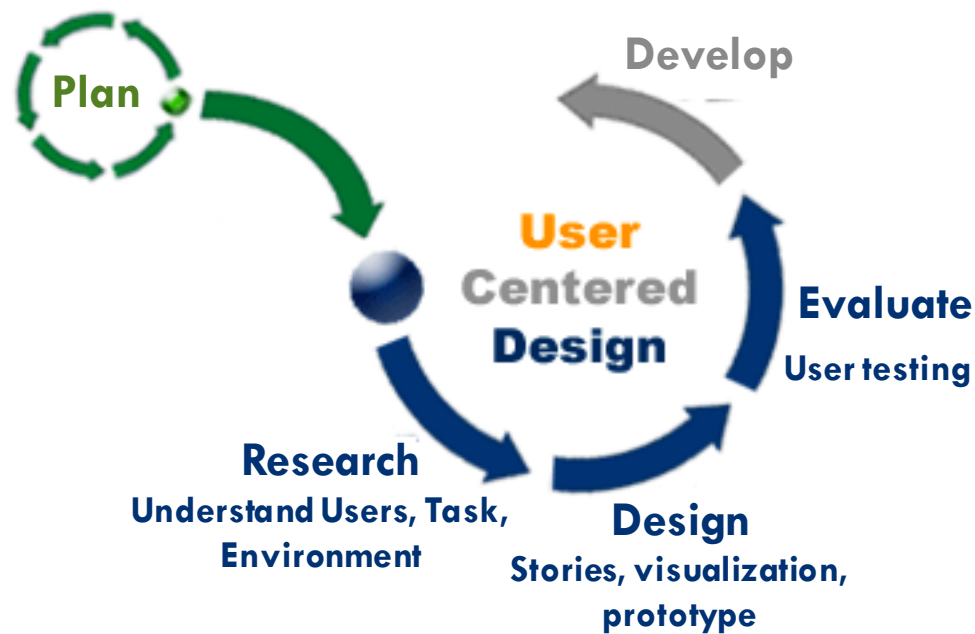 Plan
Develop
User
Centered
Design
Evaluate
User testing
Research
Understand Users, Task,
Environment
Design
Stories, visualization,
prototype